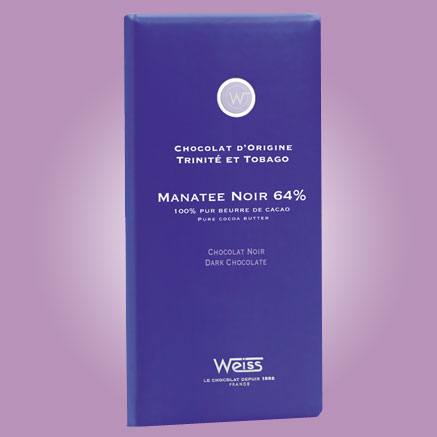 W
CHOCOLAT D'ORIGINE
TRINITÉ ET TOBAGO
MANATEE NOIR 64%
100% PUR BEURRE DE CACAO
PURE COCOA BUTTER
CHOCOLAT NOIR
DARK CHOCOLATE
Weiss
LE CHOCOLAT DEPUIS 1882
FRANCE